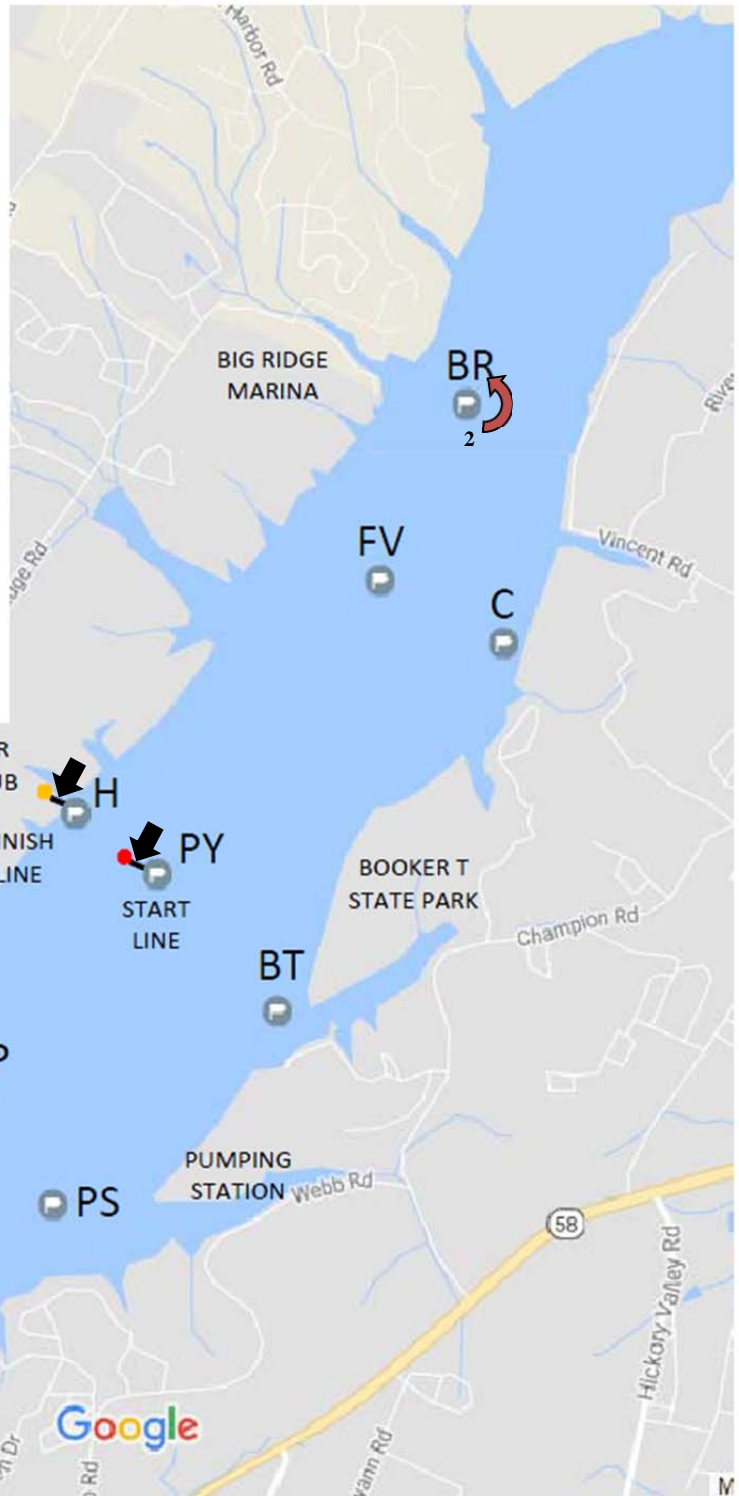 Harbor Rd
BIG RIDGE
MARINA
BR
2
FV
C
Vincent Rd
H
PY
START
LINE
BOOKER T
STATE PARK
Champion Rd
BT
PUMPING
STATION
Webb Rd
PS
58
Hickory Valley Rd
Google
Rd
M